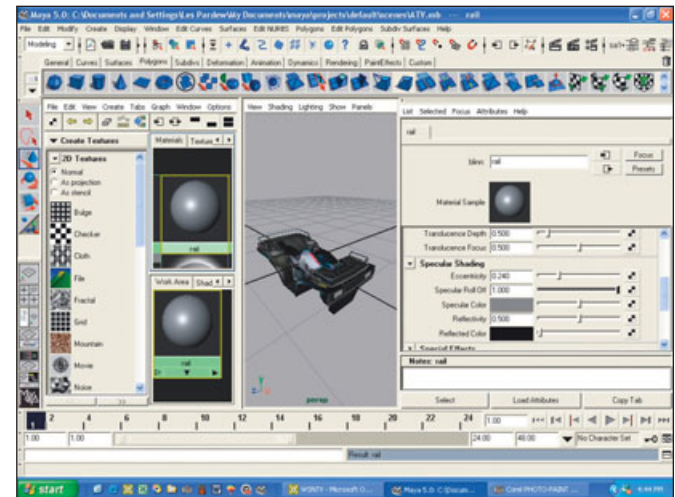 Maya 5.0: C:\Documents and Settings\Les Pardew\My Documents\maya\projects\default\scenes\ATV.mb --- rail
File Edit Modify Create Display Window Edit Curves Surfaces Edit NURBS Polygons Edit Polygons Subdiv Surfaces Help
Modeling
General Curves Surfaces Polygons Subdivs Deformation Animation Dynamics Rendering PaintEffects Custom
File Edit View Create Tabs Graph Window Options
View Shading Lighting Show Panels
List Selected Focus Attributes Help
Create Textures
Materials
rail
2D Textures
Normal
As projection
As stencil
Bulge
Checker
Cloth
File
Fractal
Grid
Mountain
Movie
Noise
rail
Work Area
rail
persp
blinn: rail
Focus
Presets
Material Sample
Translucence Depth 0.500
Translucence Focus 0.500
Specular Shading
Eccentricity 0.240
Specular Roll Off 1.000
Specular Color
Reflectivity 0.500
Reflected Color
Special Effects
Notes: rail
Select Load Attributes Copy Tab
2 4 6 8 10 12 14 16 18 20 22 24 1.00
1.00 1.00 24.00 48.00 No Character Set
Result: rail
start
Maya 5.0: C:\Docum...
Corel PHOTO-PAINT ...
6:44 PM